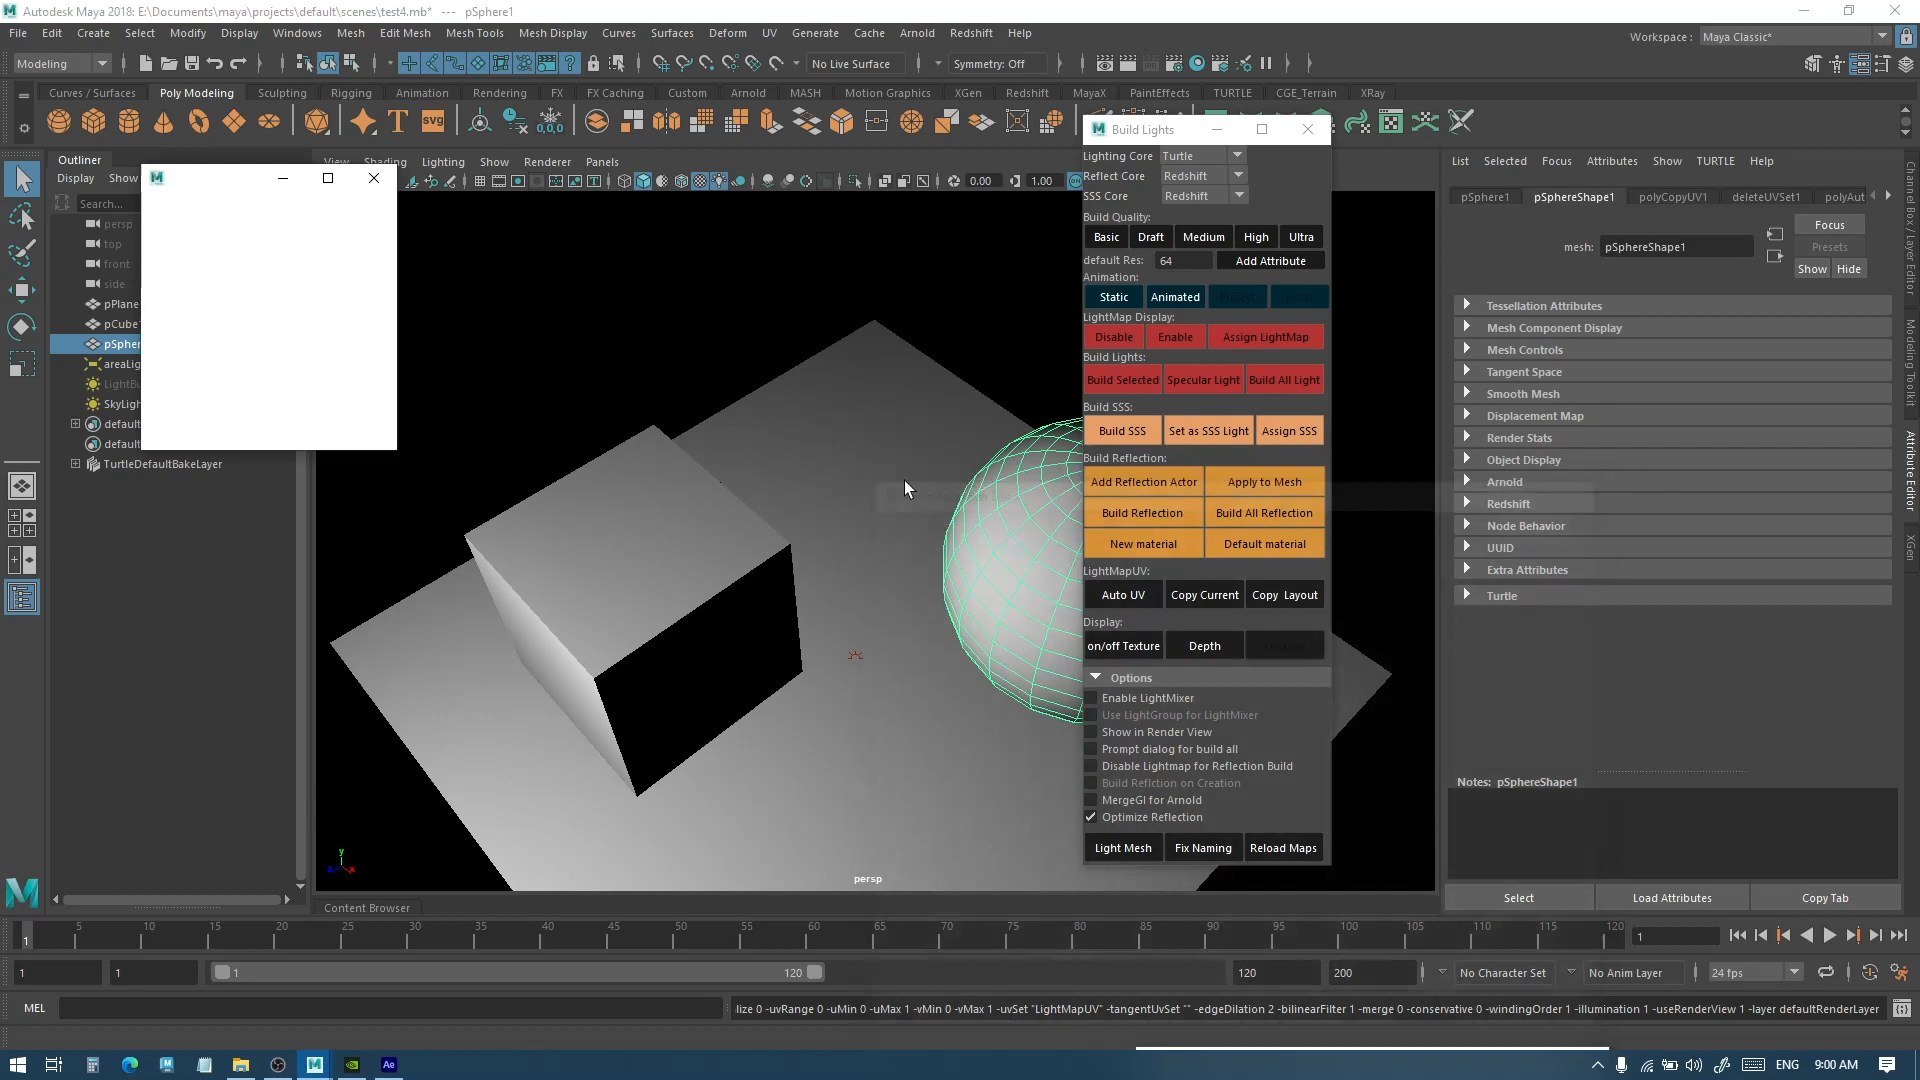 Autodesk Maya 2018: E:\Documents\maya\projects\default\scenes\test4.mb* --- pSphere1
File Edit Create Select Modify Display Windows Mesh Edit Mesh Mesh Tools Mesh Display Curves Surfaces Deform UV Generate Cache Arnold Redshift Help
Workspace : Maya Classic*
Modeling No Live Surface Symmetry: Off
Curves / Surfaces Poly Modeling Sculpting Rigging Animation Rendering FX FX Caching Custom Arnold MASH Motion Graphics XGen Redshift MayaX PaintEffects TURTLE CGE_Terrain XRay
T SVG 0,0,0
Outliner
Display Show
Search...
persp
top
front
side
pPlane
pCube
pSpher
areaLig
LightBu
SkyLigh
default
default
TurtleDefaultBakeLayer
View Shading Lighting Show Renderer Panels
0.00 1.00
persp
Content Browser
Build Lights
Lighting Core Turtle
Reflect Core Redshift
SSS Core Redshift
Build Quality:
Basic Draft Medium High Ultra
default Res: 64 Add Attribute
Animation:
Static Animated
LightMap Display:
Disable Enable Assign LightMap
Build Lights:
Build Selected Specular Light Build All Light
Build SSS:
Build SSS Set as SSS Light Assign SSS
Build Reflection:
Add Reflection Actor Apply to Mesh
Build Reflection Build All Reflection
New material Default material
LightMapUV:
Auto UV Copy Current Copy Layout
Display:
on/off Texture Depth
Options
Enable LightMixer
Use LightGroup for LightMixer
Show in Render View
Prompt dialog for build all
Disable Lightmap for Reflection Build
Build Reflction on Creation
MergeGI for Arnold
Optimize Reflection
Light Mesh Fix Naming Reload Maps
List Selected Focus Attributes Show TURTLE Help
pSphere1 pSphereShape1 polyCopyUV1 deleteUVSet1 polyAut
mesh: pSphereShape1
Focus
Presets
Show Hide
Tessellation Attributes
Mesh Component Display
Mesh Controls
Tangent Space
Smooth Mesh
Displacement Map
Render Stats
Object Display
Arnold
Redshift
Node Behavior
UUID
Extra Attributes
Turtle
Notes: pSphereShape1
Select Load Attributes Copy Tab
Channel Box / Layer Editor
Modeling Toolkit
Attribute Editor
XGen
1 5 10 15 20 25 30 35 40 45 50 55 60 65 70 75 80 85 90 95 100 105 110 115 120 1
1 1 1 120 120 200 No Character Set No Anim Layer 24 fps
MEL lize 0 -uvRange 0 -uMin 0 -uMax 1 -vMin 0 -vMax 1 -uvSet "LightMapUV" -tangentUvSet "" -edgeDilation 2 -bilinearFilter 1 -merge 0 -conservative 0 -windingOrder 1 -illumination 1 -useRenderView 1 -layer defaultRenderLayer
Ae ENG 9:00 AM